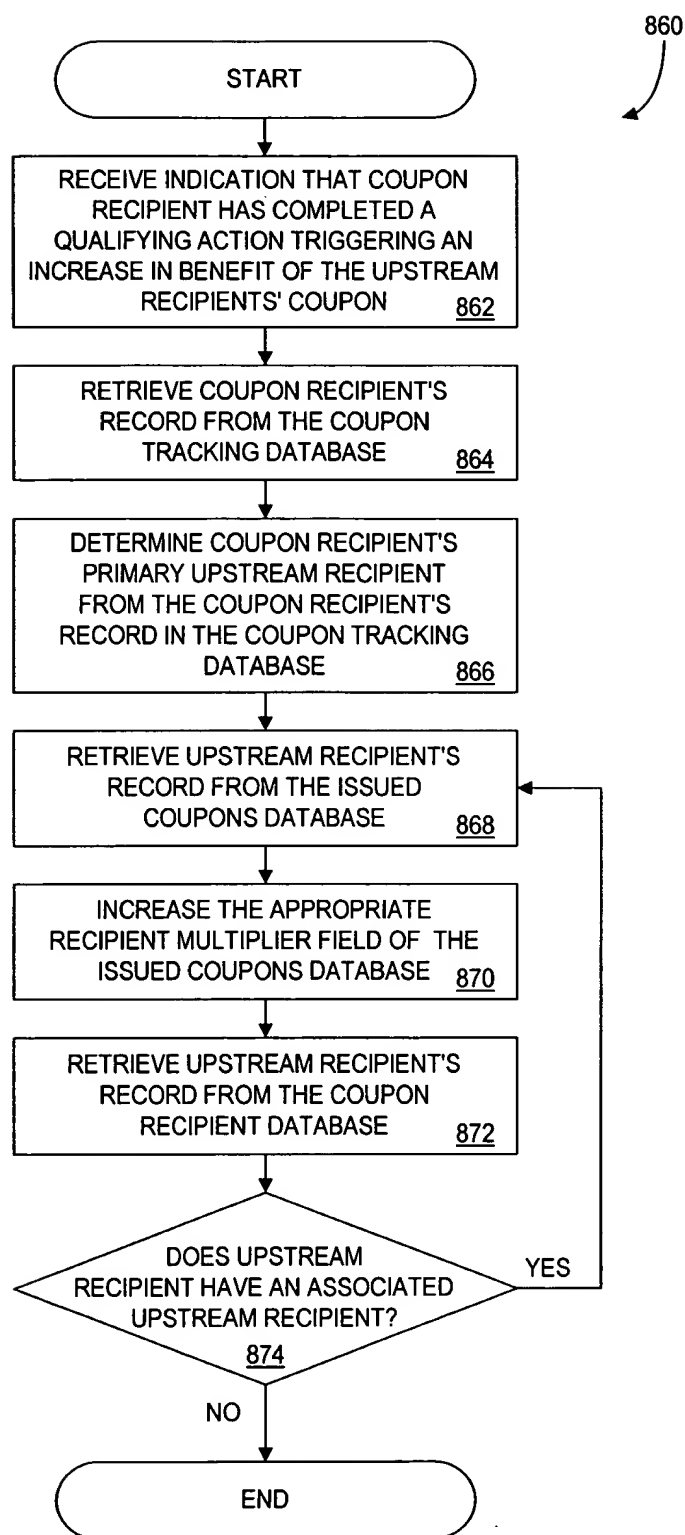 860
START
RECEIVE INDICATION THAT COUPON
RECIPIENT HAS COMPLETED A
QUALIFYING ACTION TRIGGERING AN
INCREASE IN BENEFIT OF THE UPSTREAM
RECIPIENTS' COUPON 862
RETRIEVE COUPON RECIPIENT'S
RECORD FROM THE COUPON
TRACKING DATABASE 864
DETERMINE COUPON RECIPIENT'S
PRIMARY UPSTREAM RECIPIENT
FROM THE COUPON RECIPIENT'S
RECORD IN THE COUPON TRACKING
DATABASE 866
RETRIEVE UPSTREAM RECIPIENT'S
RECORD FROM THE ISSUED
COUPONS DATABASE 868
INCREASE THE APPROPRIATE
RECIPIENT MULTIPLIER FIELD OF THE
ISSUED COUPONS DATABASE 870
RETRIEVE UPSTREAM RECIPIENT'S
RECORD FROM THE COUPON
RECIPIENT DATABASE 872
DOES UPSTREAM
RECIPIENT HAVE AN ASSOCIATED
UPSTREAM RECIPIENT?
874
YES
NO
END